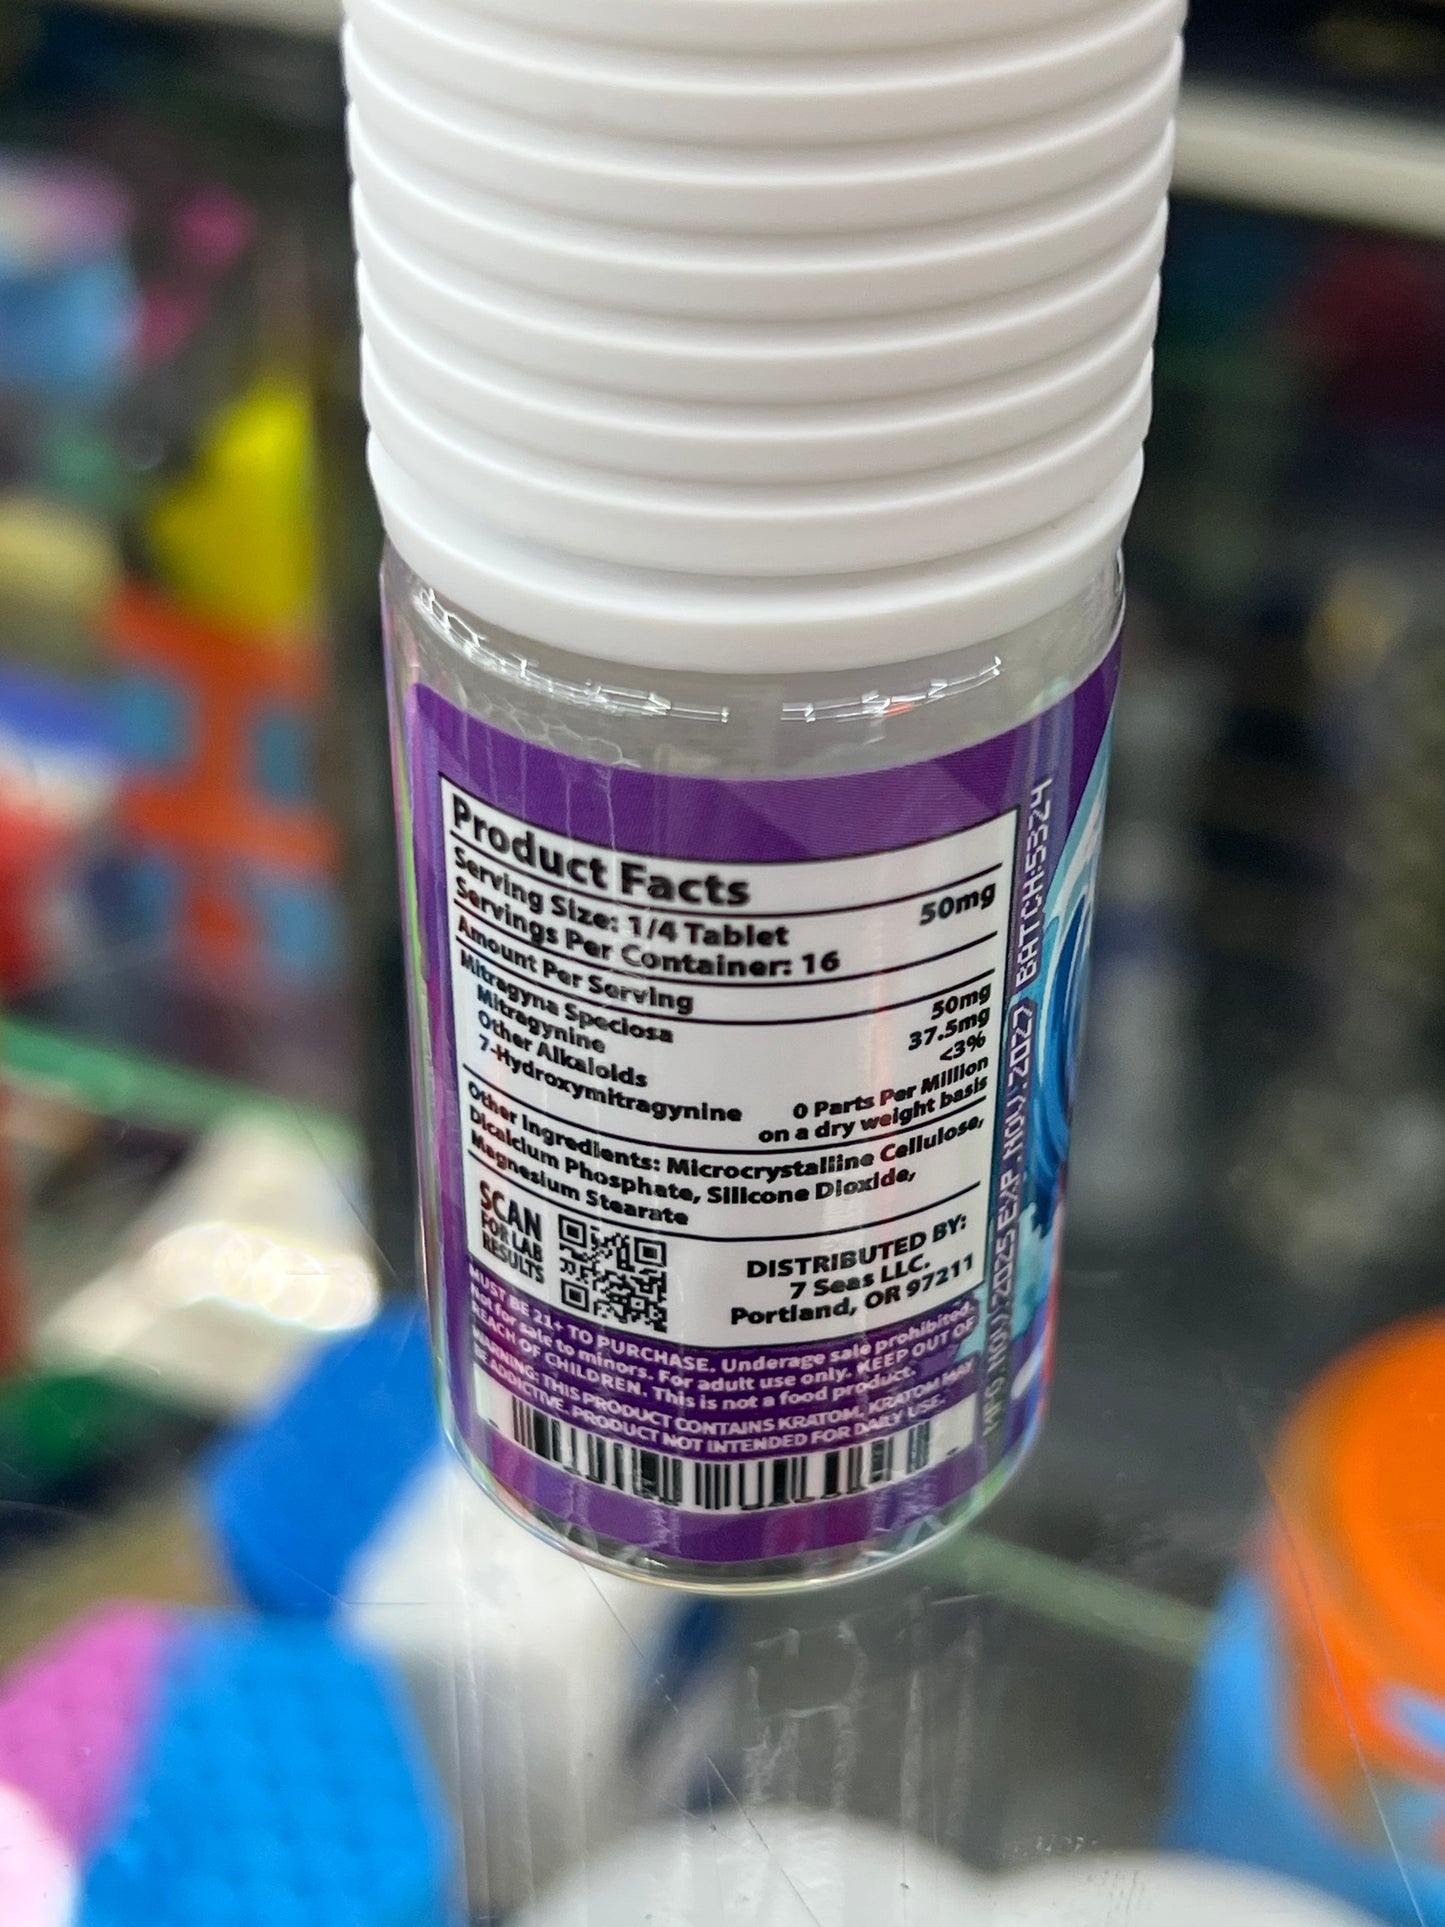 Product Facts
Serving Size: 1/4 Tablet 50mg
Servings Per Container: 16
Amount Per Serving
Mitragyna Speciosa 50mg
Mitragynine 37.5mg
Other Alkaloids <3%
7-Hydroxymitragynine 0 Parts Per Million
on a dry weight basis
Other Ingredients: Microcrystalline Cellulose,
Dicalcium Phosphate, Silicone Dioxide,
Magnesium Stearate
SCAN
FOR LAB
RESULTS
DISTRIBUTED BY:
7 Seas LLC.
Portland, OR 97211
MUST BE 21+ TO PURCHASE. Underage sale prohibited.
Not for sale to minors. For adult use only. KEEP OUT OF
REACH OF CHILDREN. This is not a food product.
WARNING: THIS PRODUCT CONTAINS KRATOM. KRATOM MAY
BE ADDICTIVE. PRODUCT NOT INTENDED FOR DAILY USE.
MFG.NOV.2025 EXP.NOV.2027 BATCH:5324